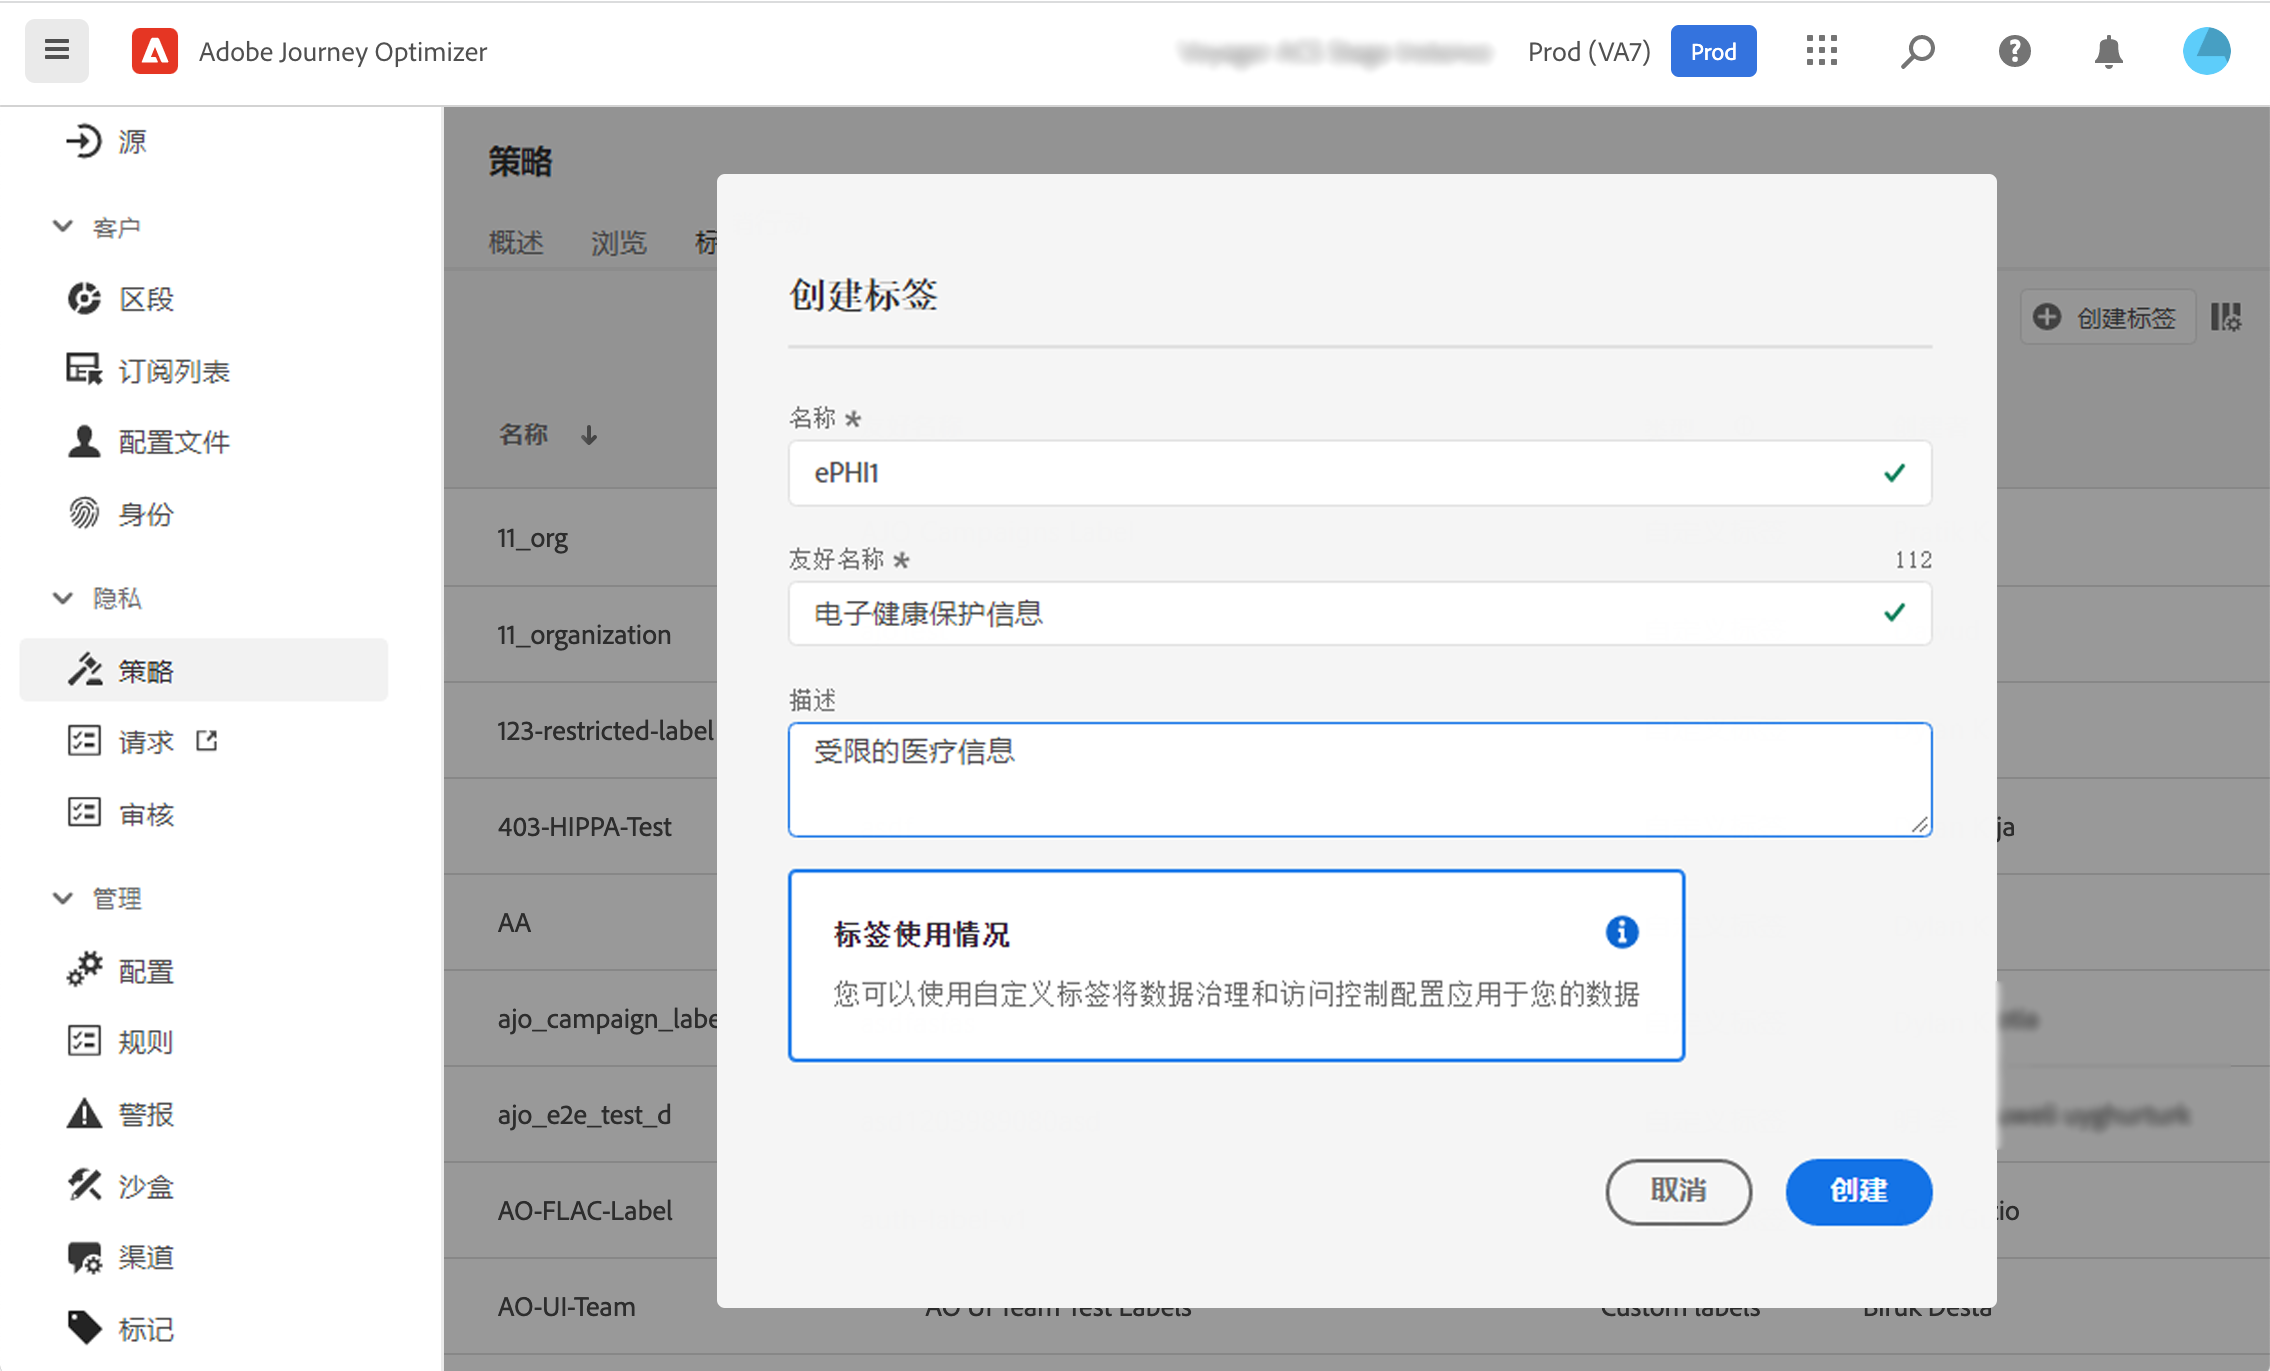 Adobe Journey Optimizer
Prod (VA7)
Prod
源
客户
区段
订阅列表
配置文件
身份
隐私
策略
请求
审核
管理
配置
规则
警报
沙盒
渠道
标记
策略
概述 浏览 标
创建标签
名称
11_org
11_organization
123-restricted-label
403-HIPPA-Test
AA
ajo_campaign_labe
ajo_e2e_test_d
AO-FLAC-Label
AO-UI-Team
AO UI Team Test Labels
Custom labels
Biruk Desta
ja
tio
创建标签
名称 *
ePHI1
友好名称 *
112
电子健康保护信息
描述
受限的医疗信息
标签使用情况
您可以使用自定义标签将数据治理和访问控制配置应用于您的数据
取消
创建